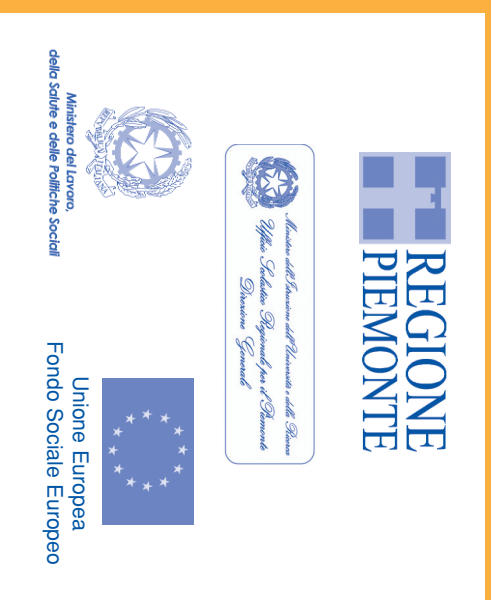 REGIONE
PIEMONTE
Ministero dell'Istruzione dell'Università e della Ricerca
Ufficio Scolastico Regionale per il Piemonte
Direzione Generale
Ministero del Lavoro,
della Salute e delle Politiche Sociali
Unione Europea
Fondo Sociale Europeo